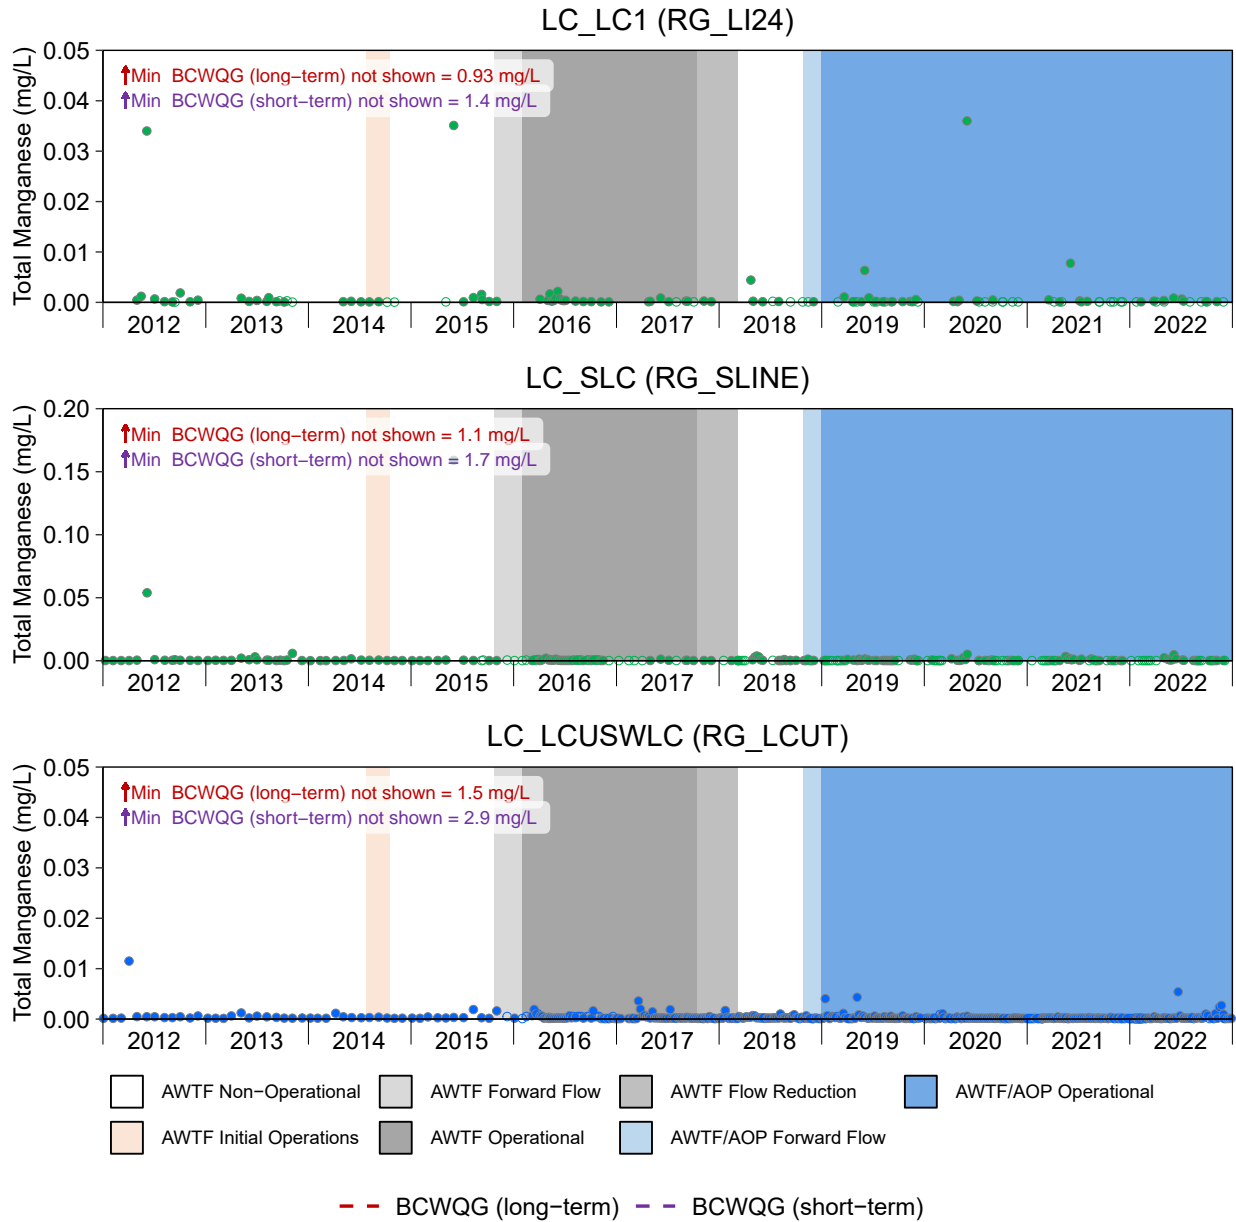 LC_LC1 (RG_LI24)
Total Manganese (mg/L)
0.05
0.04
0.03
0.02
0.01
0.00
Min BCWQG (long−term) not shown = 0.93 mg/L
Min BCWQG (short−term) not shown = 1.4 mg/L
2012 2013 2014 2015 2016 2017 2018 2019 2020 2021 2022
LC_SLC (RG_SLINE)
Total Manganese (mg/L)
0.20
0.15
0.10
0.05
0.00
Min BCWQG (long−term) not shown = 1.1 mg/L
Min BCWQG (short−term) not shown = 1.7 mg/L
2012 2013 2014 2015 2016 2017 2018 2019 2020 2021 2022
LC_LCUSWLC (RG_LCUT)
Total Manganese (mg/L)
0.05
0.04
0.03
0.02
0.01
0.00
Min BCWQG (long−term) not shown = 1.5 mg/L
Min BCWQG (short−term) not shown = 2.9 mg/L
2012 2013 2014 2015 2016 2017 2018 2019 2020 2021 2022
AWTF Non−Operational AWTF Forward Flow AWTF Flow Reduction AWTF/AOP Operational
AWTF Initial Operations AWTF Operational AWTF/AOP Forward Flow
BCWQG (long−term) BCWQG (short−term)